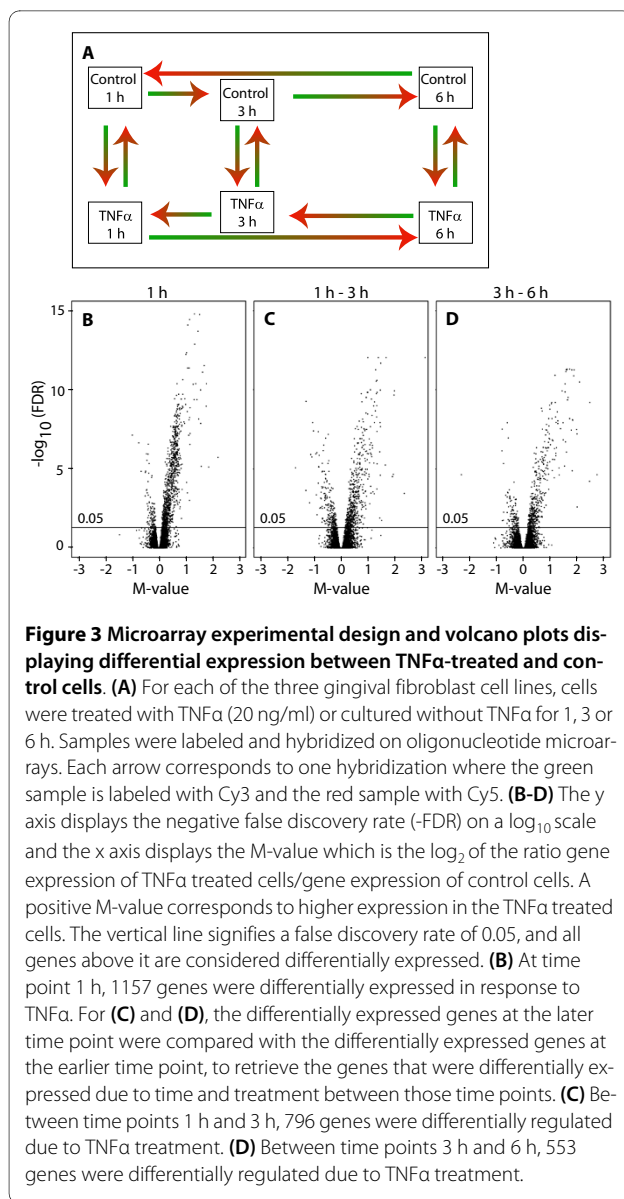 A
Control
1 h
Control
3 h
Control
6 h
TNFα
1 h
TNFα
3 h
TNFα
6 h
1 h
1 h - 3 h
3 h - 6 h
B
C
D
15
10
5
0
-log10 (FDR)
0.05
0.05
0.05
-3 -2 -1 0 1 2 3
-3 -2 -1 0 1 2 3
-3 -2 -1 0 1 2 3
M-value
M-value
M-value
Figure 3 Microarray experimental design and volcano plots dis-
playing differential expression between TNFα-treated and con-
trol cells. (A) For each of the three gingival fibroblast cell lines, cells
were treated with TNFα (20 ng/ml) or cultured without TNFα for 1, 3 or
6 h. Samples were labeled and hybridized on oligonucleotide microar-
rays. Each arrow corresponds to one hybridization where the green
sample is labeled with Cy3 and the red sample with Cy5. (B-D) The y
axis displays the negative false discovery rate (-FDR) on a log10 scale
and the x axis displays the M-value which is the log2 of the ratio gene
expression of TNFα treated cells/gene expression of control cells. A
positive M-value corresponds to higher expression in the TNFα treated
cells. The vertical line signifies a false discovery rate of 0.05, and all
genes above it are considered differentially expressed. (B) At time
point 1 h, 1157 genes were differentially expressed in response to
TNFα. For (C) and (D), the differentially expressed genes at the later
time point were compared with the differentially expressed genes at
the earlier time point, to retrieve the genes that were differentially ex-
pressed due to time and treatment between those time points. (C) Be-
tween time points 1 h and 3 h, 796 genes were differentially regulated
due to TNFα treatment. (D) Between time points 3 h and 6 h, 553
genes were differentially regulated due to TNFα treatment.